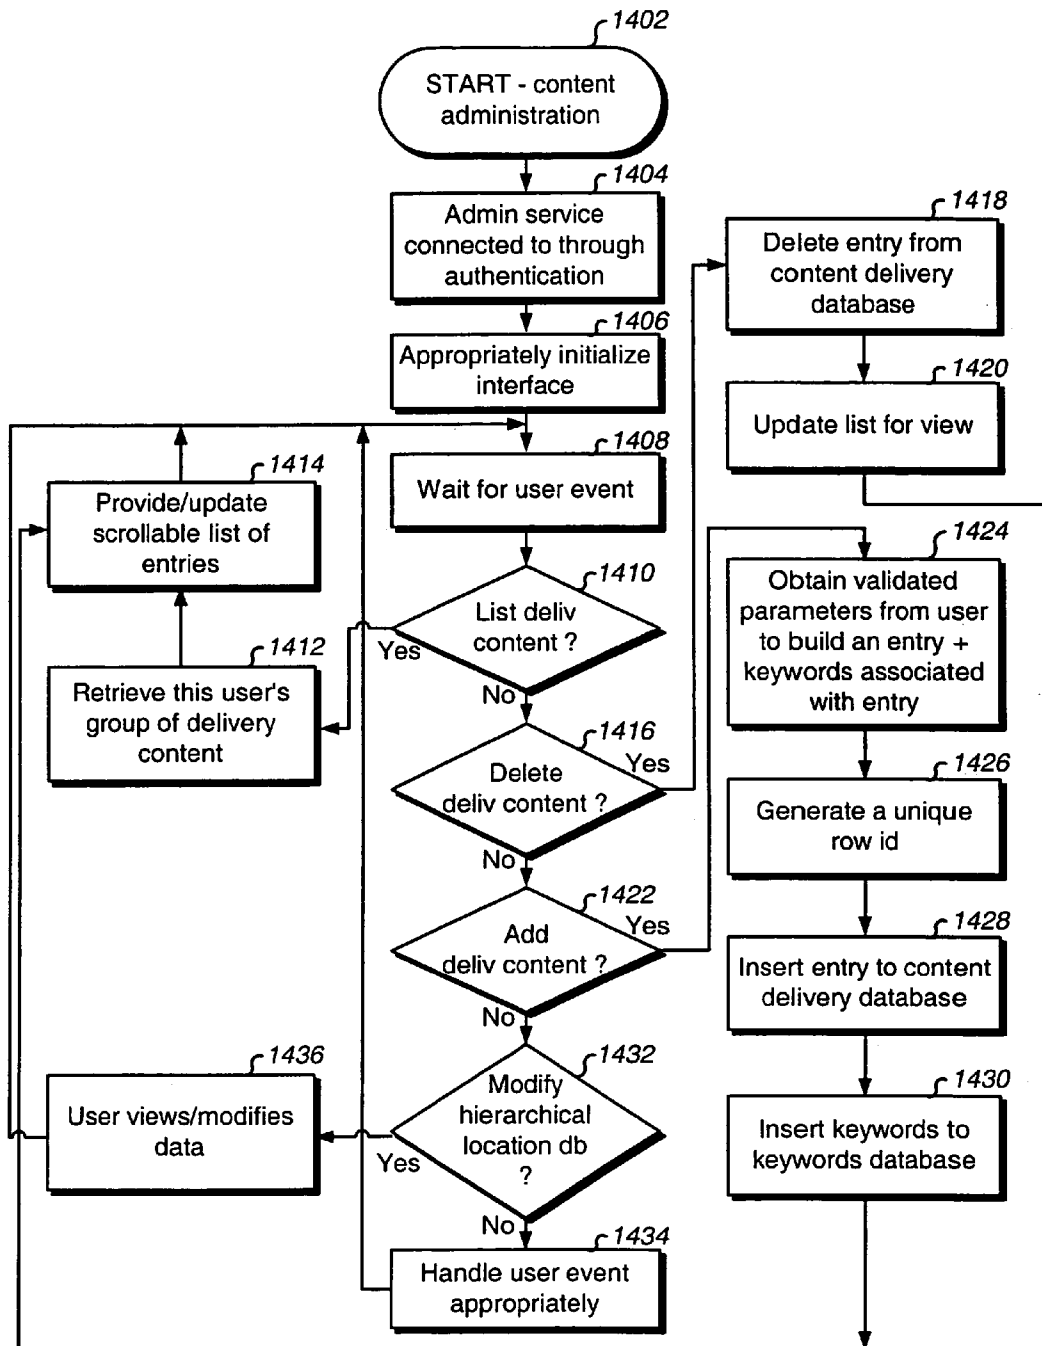 1402
START - content
administration
1404
Admin service
connected to through
authentication
1406
Appropriately initialize
interface
1408
Wait for user event
1410
List deliv
content ?
Yes
No
1412
Retrieve this user's
group of delivery
content
1414
Provide/update
scrollable list of
entries
1416
Delete
deliv content ?
Yes
No
1418
Delete entry from
content delivery
database
1420
Update list for view
1422
Add
deliv content ?
Yes
No
1424
Obtain validated
parameters from user
to build an entry +
keywords associated
with entry
1426
Generate a unique
row id
1428
Insert entry to content
delivery database
1430
Insert keywords to
keywords database
1432
Modify
hierarchical
location db
?
Yes
No
1434
Handle user event
appropriately
1436
User views/modifies
data